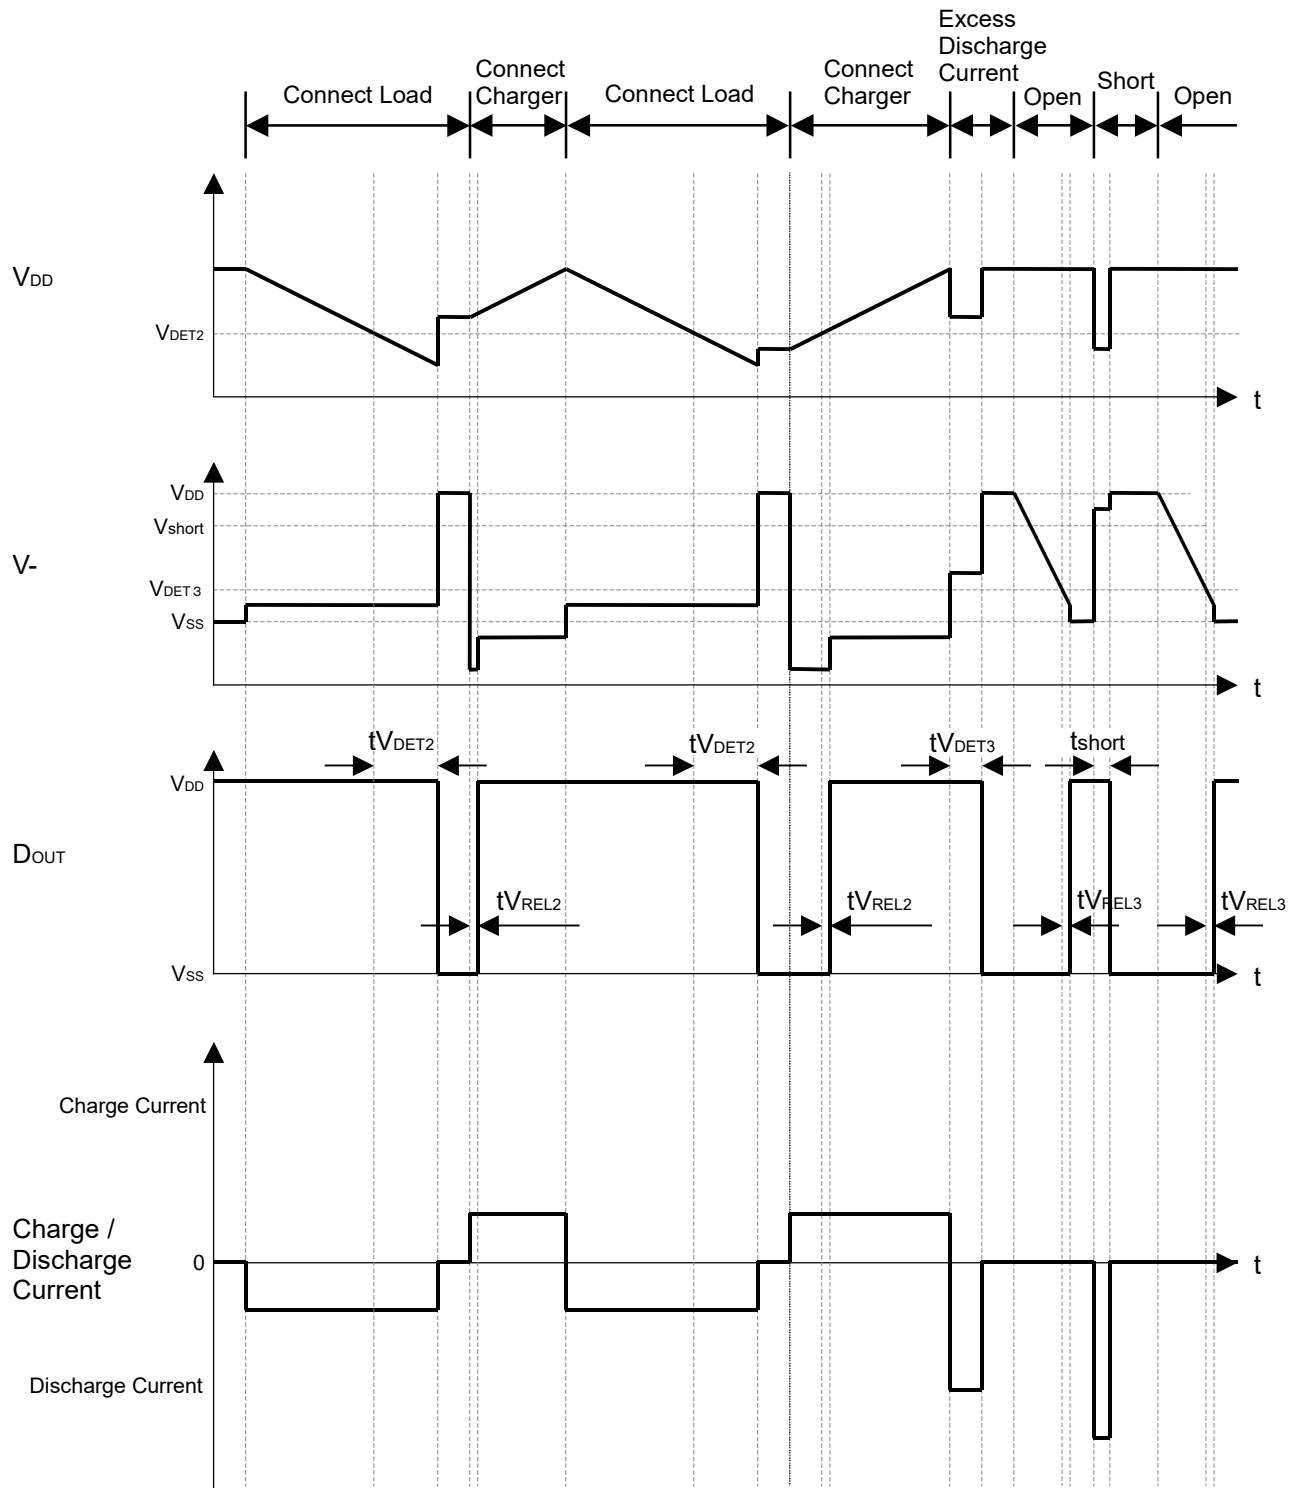 Excess
Discharge
Current
Connect
Charger
Connect
Charger
Connect Load
Connect Load
Short
Open
Open
VDD
VDET2
t
VDD
Vshort
V-
VDET3
VSS
t
tVDET2
tVDET2
tVDET3
tshort
VDD
DOUT
tVREL2
tVREL2
tVREL3
tVREL3
VSS
t
Charge Current
Charge /
Discharge
Current
0
t
Discharge Current